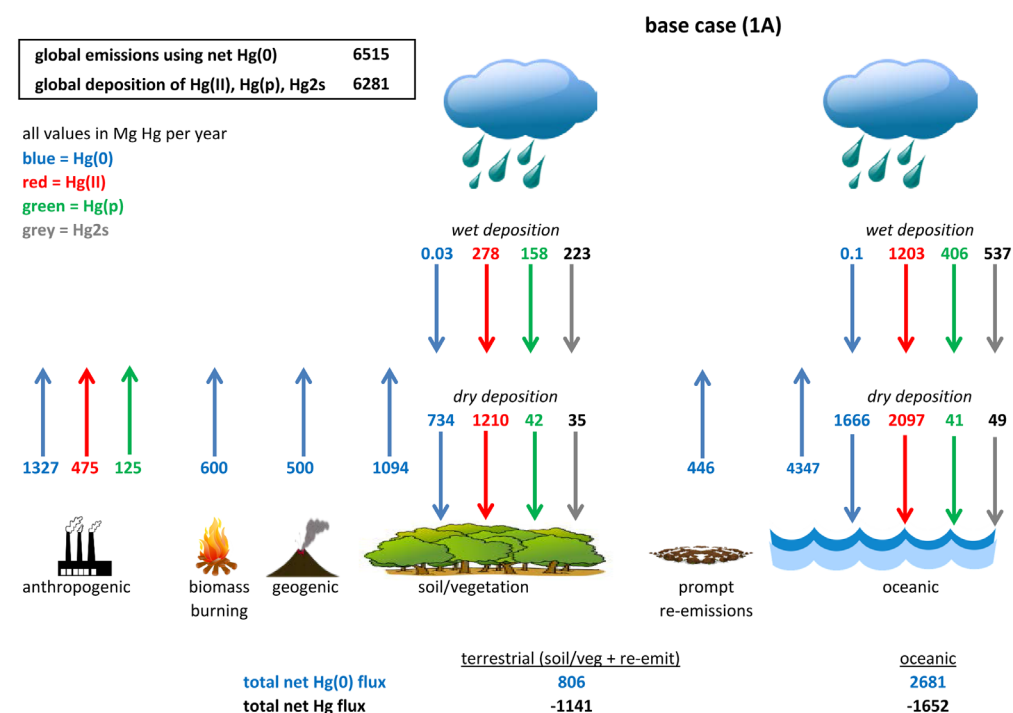 base case (1A)
global emissions using net Hg(0) 6515
global deposition of Hg(II), Hg(p), Hg2s 6281
all values in Mg Hg per year
blue = Hg(0)
red = Hg(II)
green = Hg(p)
grey = Hg2s
wet deposition
0.03 278 158 223
wet deposition
0.1 1203 406 537
dry deposition
734 1210 42 35
dry deposition
1666 2097 41 49
1327 475 125
600
500
1094
446
4347
anthropogenic
biomass
burning
geogenic
soil/vegetation
prompt
re-emissions
oceanic
terrestrial (soil/veg + re-emit) oceanic
total net Hg(0) flux 806 2681
total net Hg flux -1141 -1652